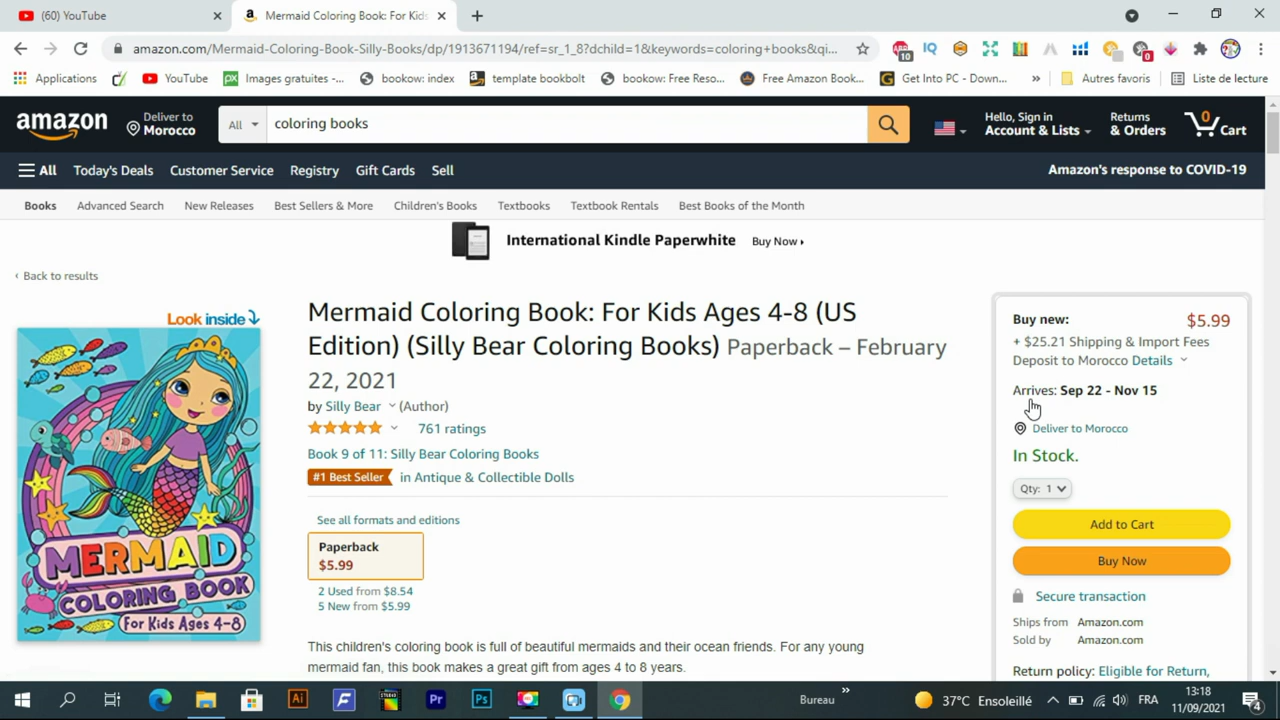 (60) YouTube
Mermaid Coloring Book: For Kids
amazon.com/Mermaid-Coloring-Book-Silly-Books/dp/1913671194/ref=sr_1_8?dchild=1&keywords=coloring+books&qi...
10
IQ
0
Applications
YouTube
Images gratuites -...
bookow: index
template bookbolt
bookow: Free Reso...
Free Amazon Book...
Get Into PC - Down...
»
Autres favoris
Liste de lecture
amazon
Deliver to
Morocco
All
coloring books
Hello, Sign in
Account & Lists
Returns
& Orders
0
Cart
All
Today's Deals
Customer Service
Registry
Gift Cards
Sell
Amazon's response to COVID-19
Books
Advanced Search
New Releases
Best Sellers & More
Children's Books
Textbooks
Textbook Rentals
Best Books of the Month
International Kindle Paperwhite
Buy Now ›
‹ Back to results
Look inside
MERMAID
COLORING BOOK
For Kids Ages 4-8
Mermaid Coloring Book: For Kids Ages 4-8 (US
Edition) (Silly Bear Coloring Books) Paperback – February
22, 2021
by Silly Bear (Author)
761 ratings
Book 9 of 11: Silly Bear Coloring Books
#1 Best Seller in Antique & Collectible Dolls
See all formats and editions
Paperback
$5.99
2 Used from $8.54
5 New from $5.99
This children's coloring book is full of beautiful mermaids and their ocean friends. For any young
mermaid fan, this book makes a great gift from ages 4 to 8 years.
Buy new: $5.99
+ $25.21 Shipping & Import Fees
Deposit to Morocco Details
Arrives: Sep 22 - Nov 15
Deliver to Morocco
In Stock.
Qty: 1
Add to Cart
Buy Now
Secure transaction
Ships from Amazon.com
Sold by Amazon.com
Return policy: Eligible for Return,
Ai
F
STUDIO
Pr
Ps
Bureau
»
37°C Ensoleillé
FRA
13:18
11/09/2021
4